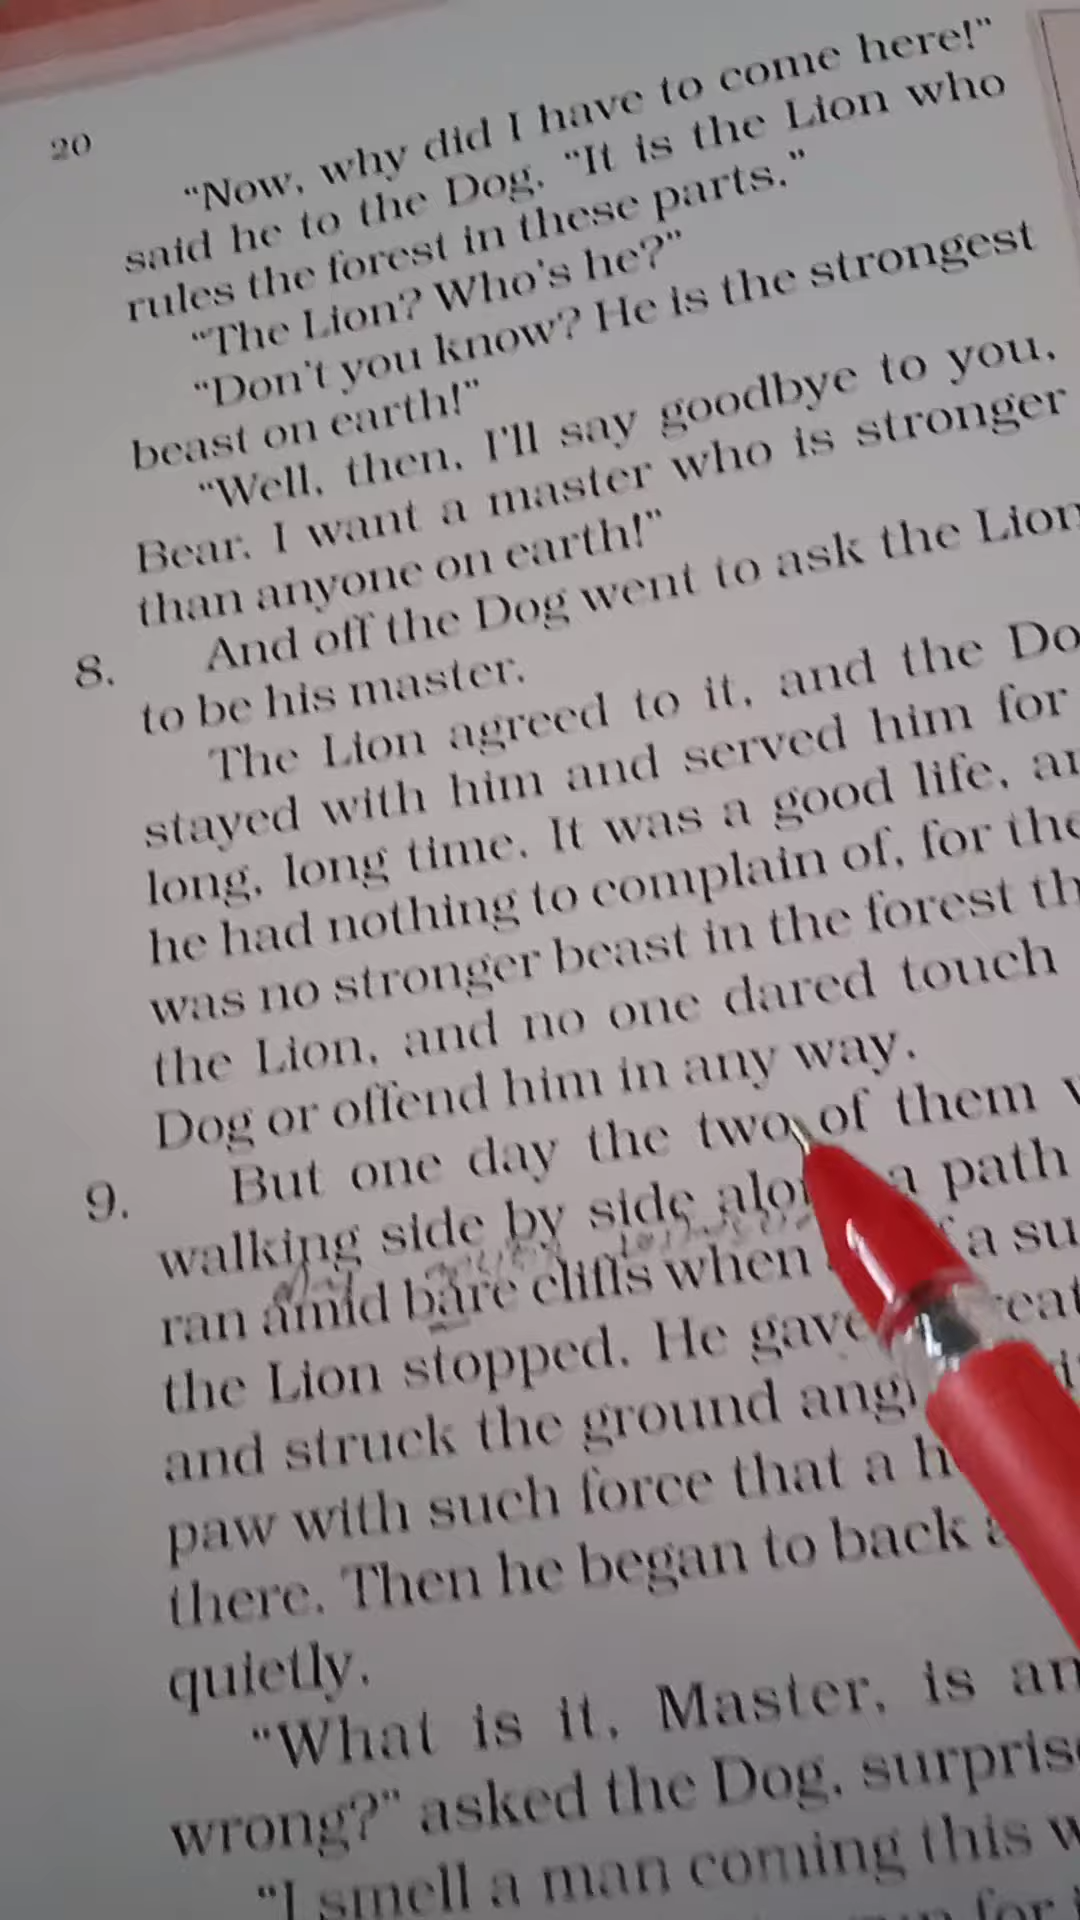 20
“Now, why did I have to come here!”
said he to the Dog. “It is the Lion who
rules the forest in these parts.”
“The Lion? Who's he?”
“Don't you know? He is the strongest
beast on earth!”
“Well, then, I'll say goodbye to you,
Bear. I want a master who is stronger
than anyone on earth!”
8. And off the Dog went to ask the Lion
to be his master.
The Lion agreed to it, and the
stayed with him and served him for
long, long time. It was a good life,
he had nothing to complain of, for
was no stronger beast in the forest
the Lion, and no one dared touch
Dog or offend him in any way.
9. But one day the two of them
walking side by side a path
ran amid bare cliffs when a
the Lion stopped. He gave
and struck the ground
paw with such force that a
there. Then he began to back
quietly.
“What is it, Master, is
wrong?” asked the Dog,
“I smell a man coming this
for